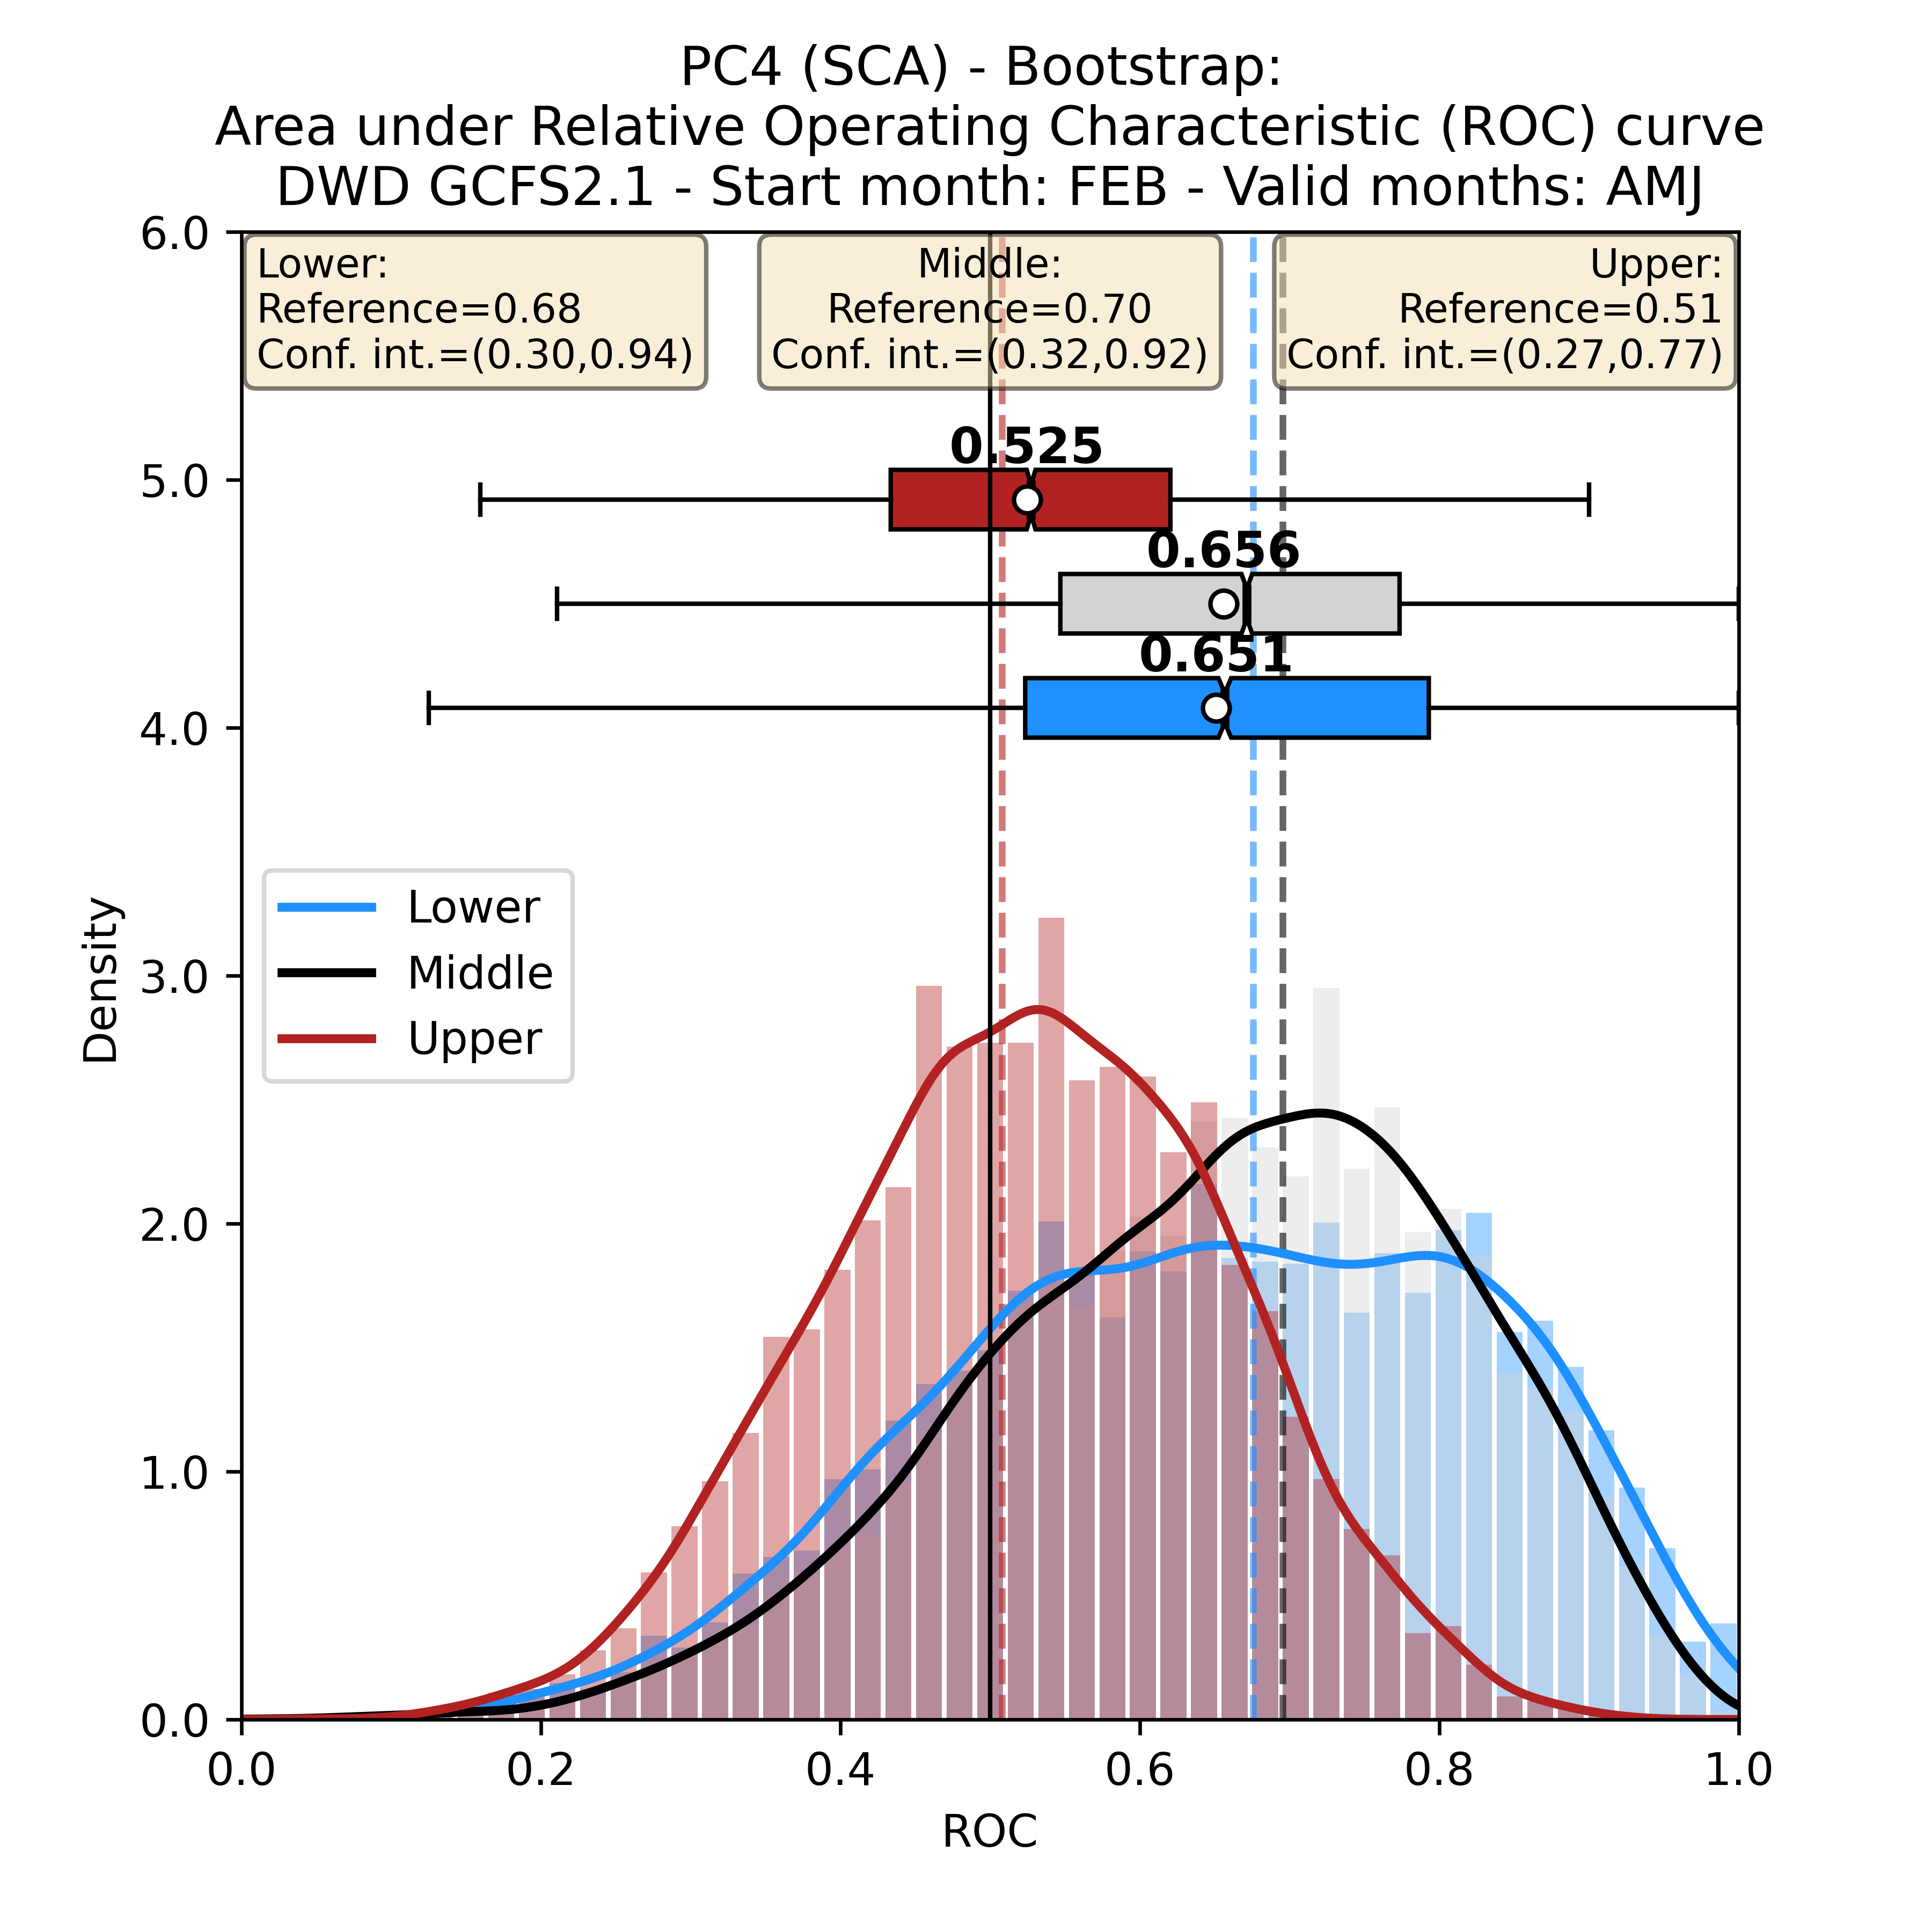 PC4 (SCA) - Bootstrap:
Area under Relative Operating Characteristic (ROC) curve
DWD GCFS2.1 - Start month: FEB - Valid months: AMJ
Lower:
Reference=0.68
Conf. int.=(0.30,0.94)
Middle:
Reference=0.70
Conf. int.=(0.32,0.92)
Upper:
Reference=0.51
Conf. int.=(0.27,0.77)
0.525
0.656
0.651
Lower
Middle
Upper
Density
6.0
5.0
4.0
3.0
2.0
1.0
0.0
0.0 0.2 0.4 0.6 0.8 1.0
ROC